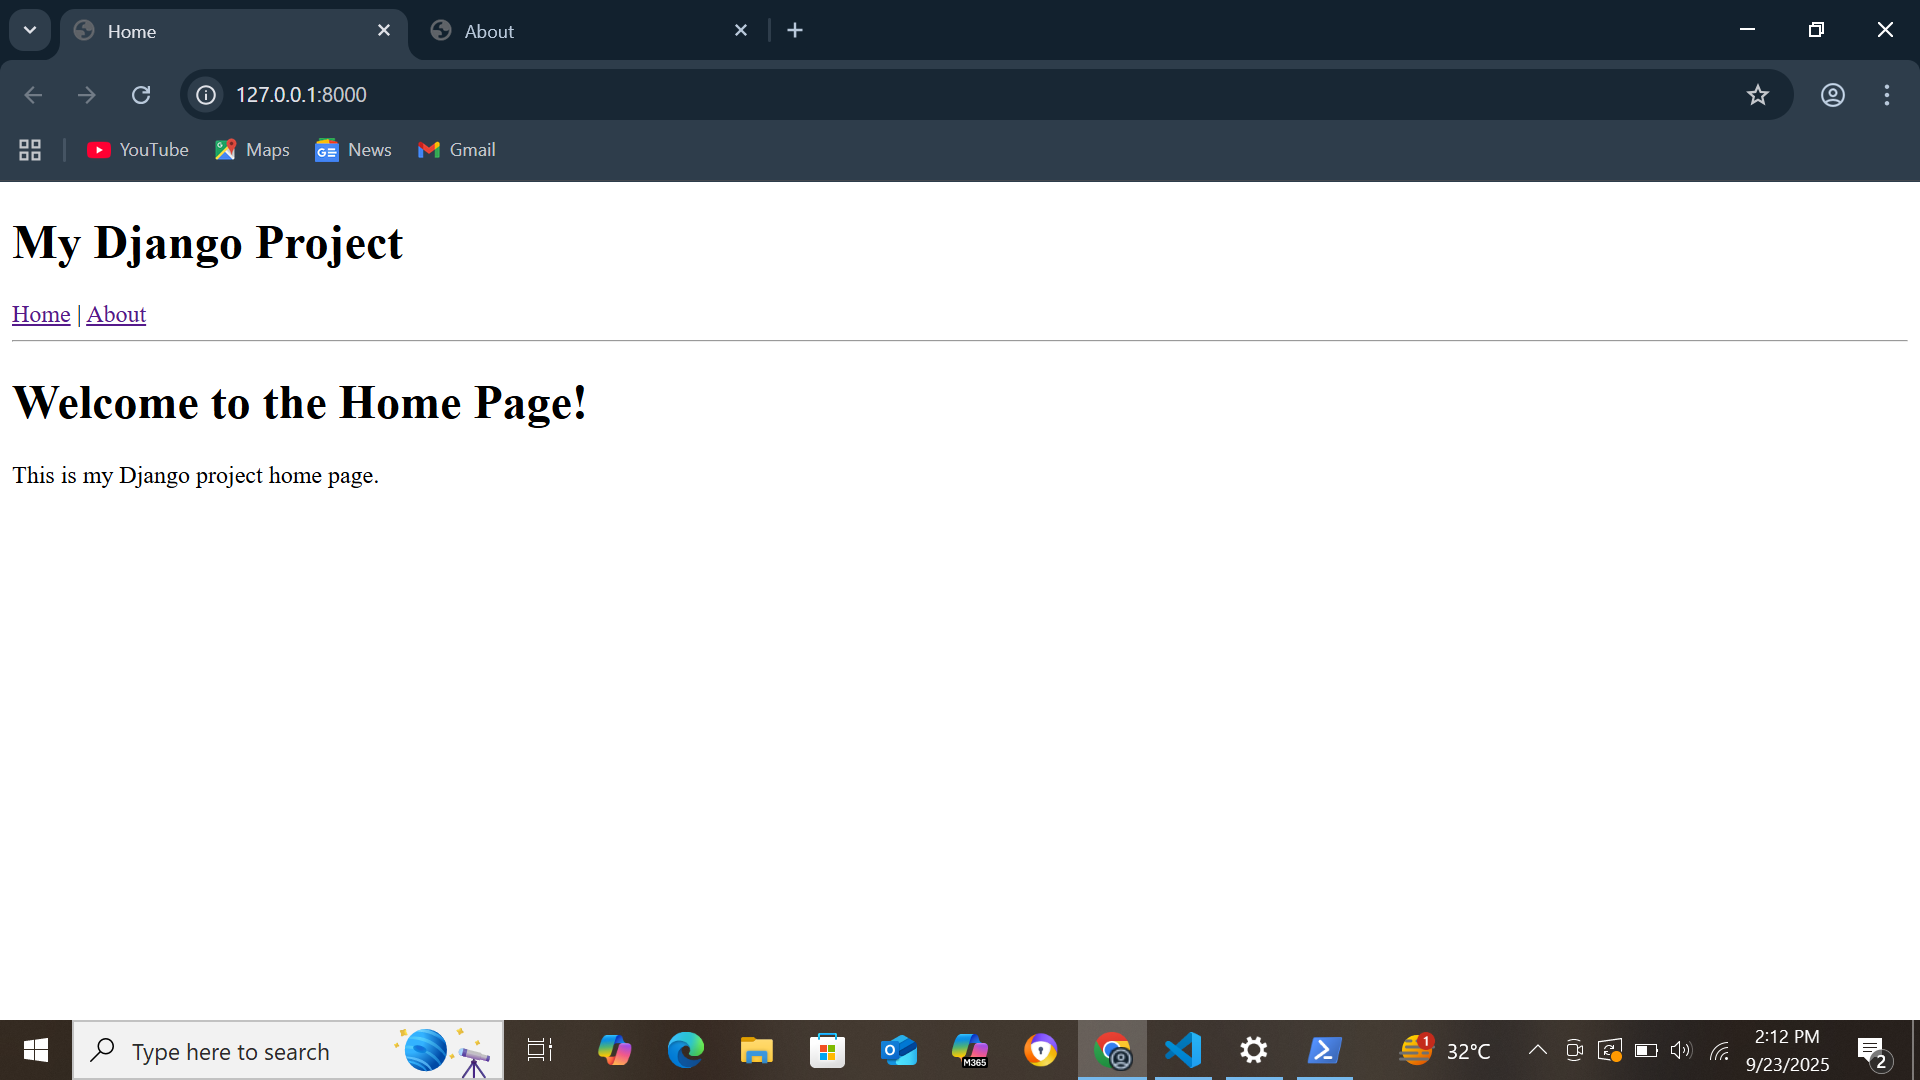 Home
About
127.0.0.1:8000
YouTube
Maps
News
Gmail
My Django Project
Home | About
Welcome to the Home Page!
This is my Django project home page.
Type here to search
M365
1
32°C
2:12 PM
9/23/2025
2